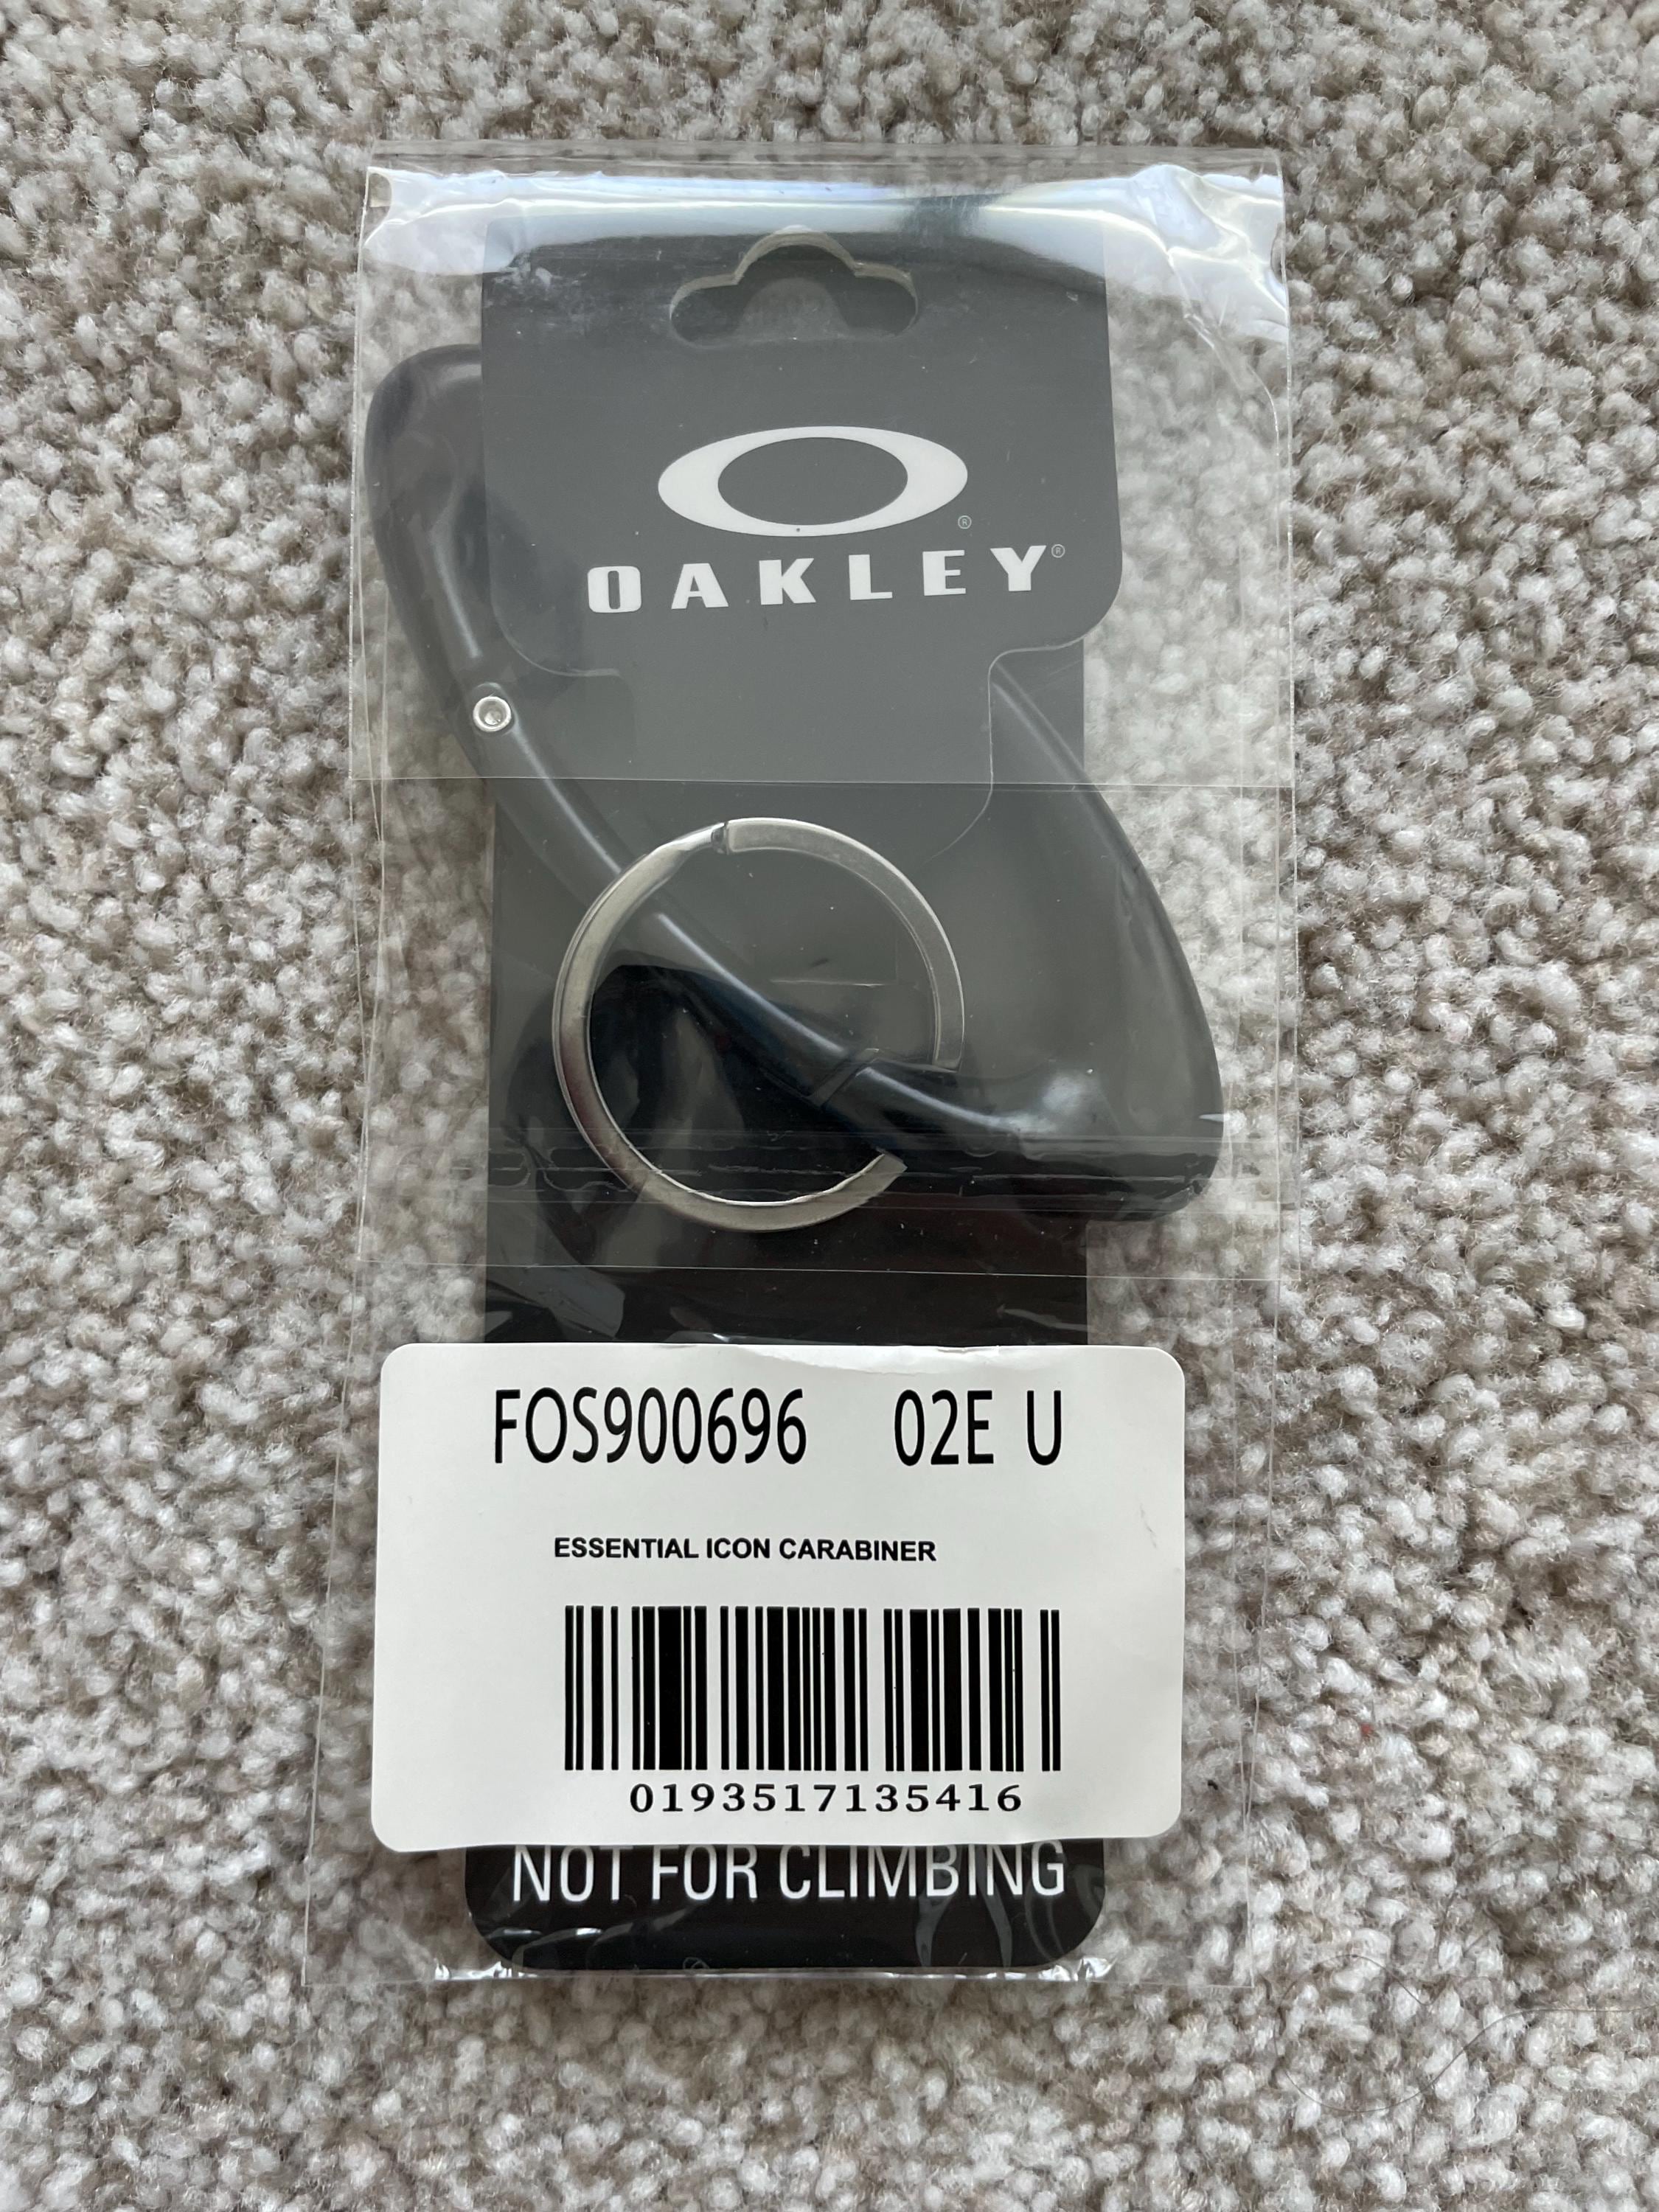 OAKLEY®
FOS900696 02E U
ESSENTIAL ICON CARABINER
0193517135416
NOT FOR CLIMBING